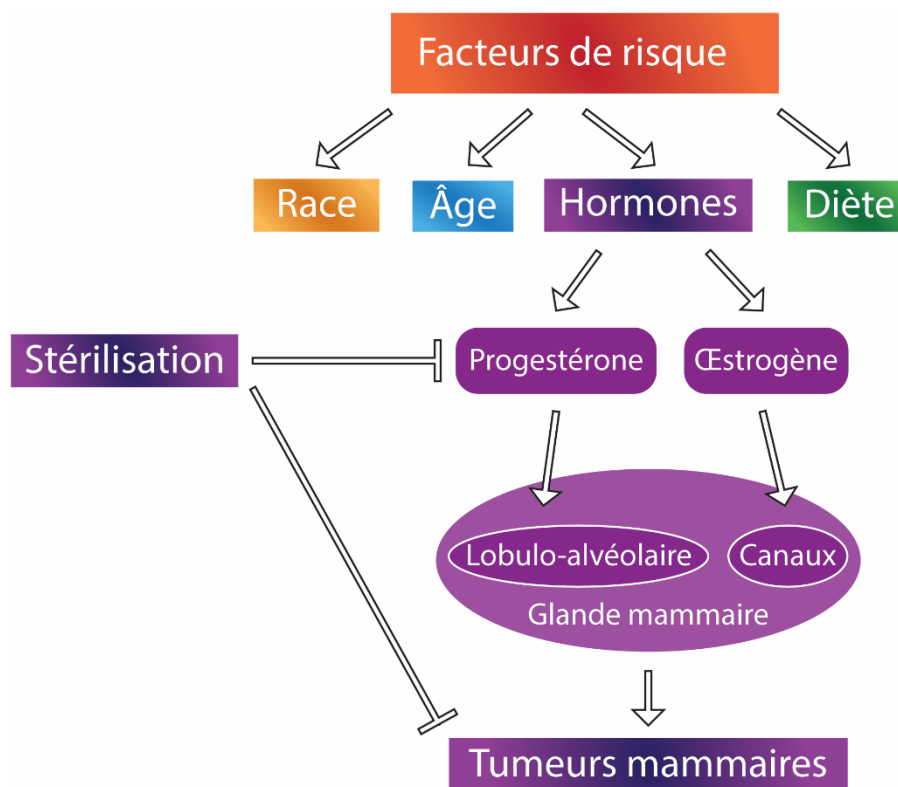 Facteurs de risque
Race
Âge
Hormones
Diète
Stérilisation
Progestérone
Œstrogène
Lobulo-alvéolaire
Canaux
Glande mammaire
Tumeurs mammaires